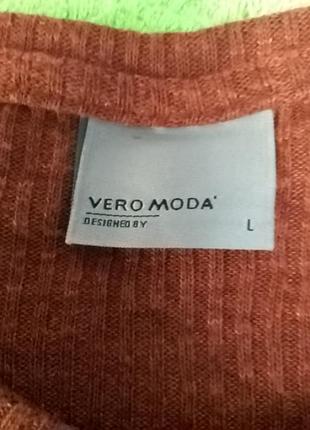 VERO MODA
DESIGNED BY L